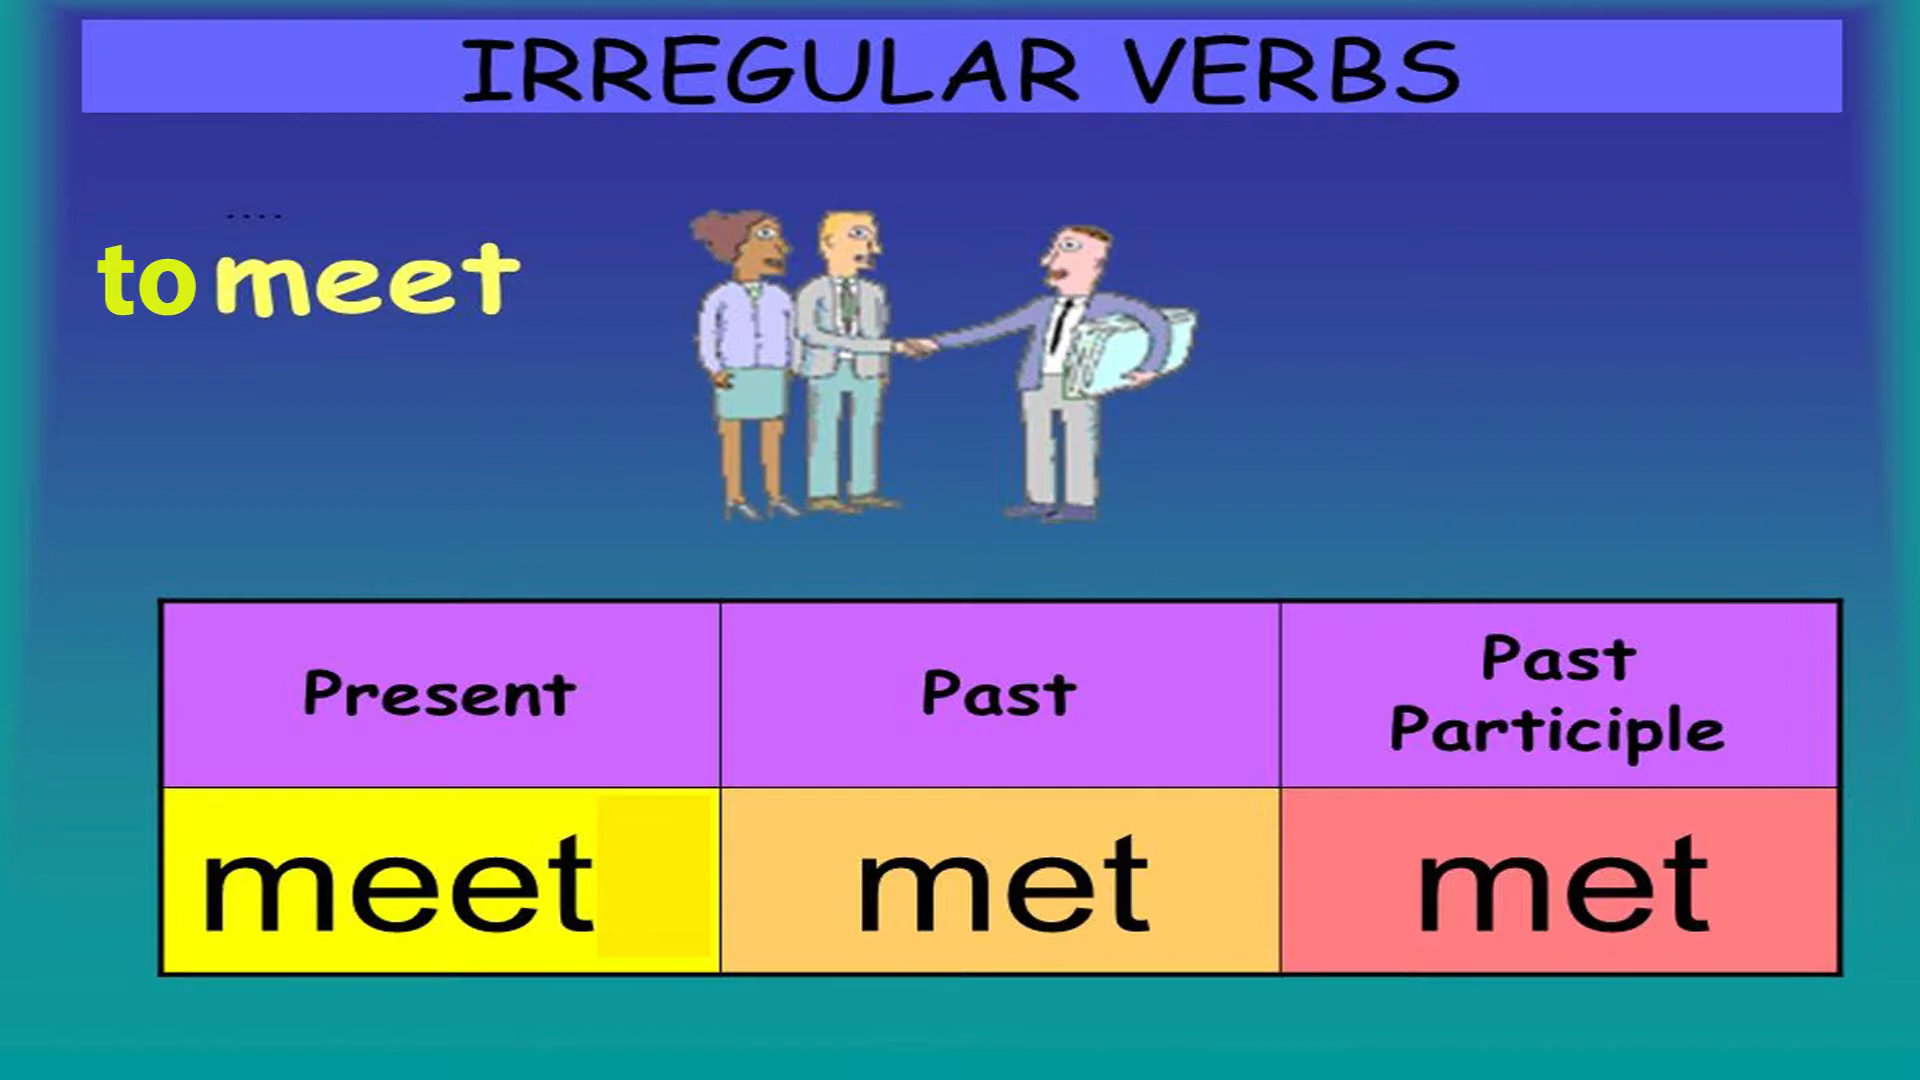 IRREGULAR VERBS
....
to meet
Present
Past
Past
Participle
meet
met
met